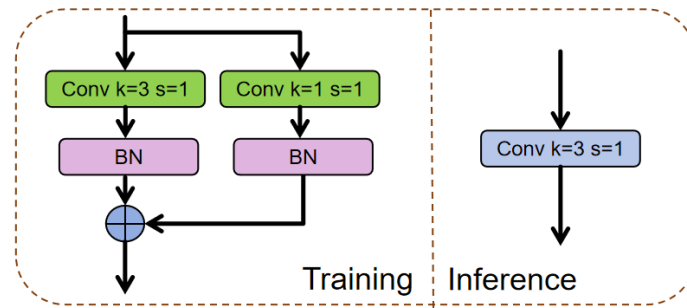 Conv k=3 s=1
Conv k=1 s=1
BN
BN
Conv k=3 s=1
Training
Inference